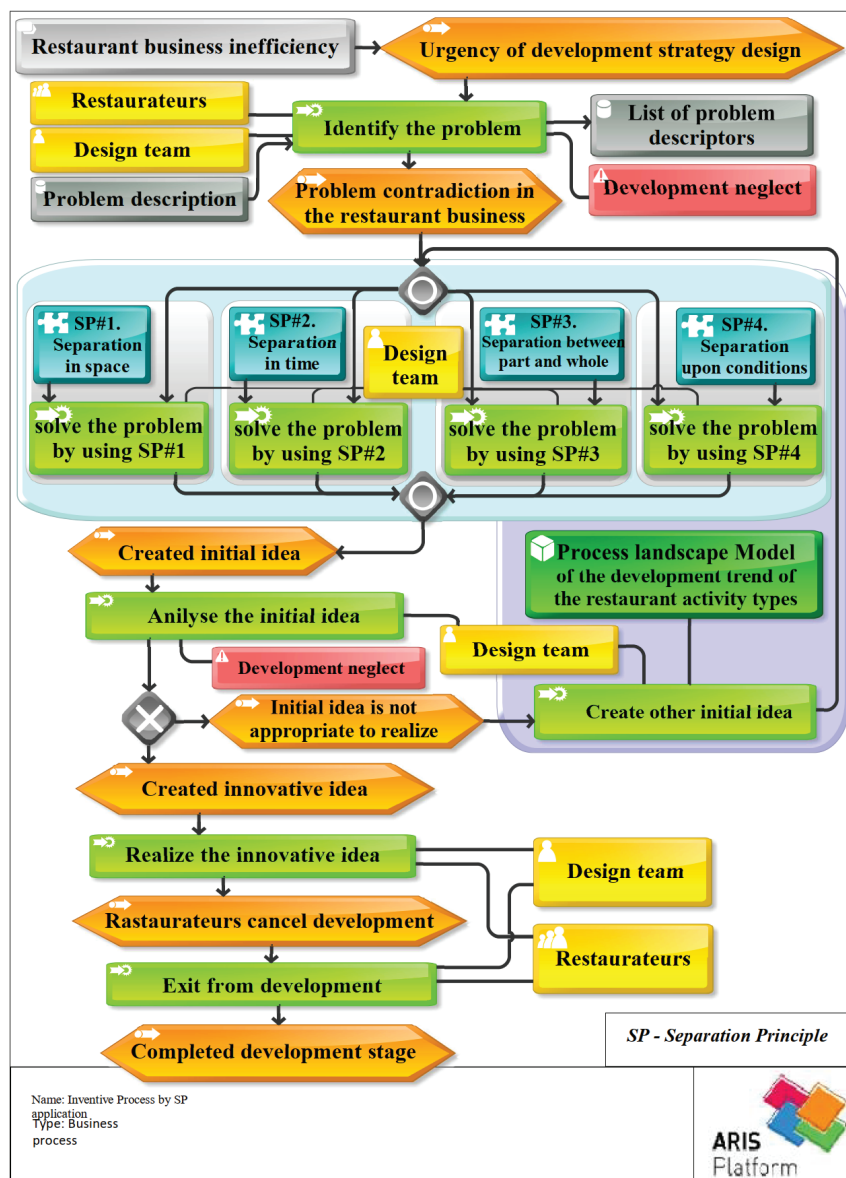 Restaurant business inefficiency
Urgency of development strategy design
Restaurateurs
Design team
Problem description
Identify the problem
List of problem
descriptors
Development neglect
Problem contradiction in
the restaurant business
SP#1.
Separation
in space
SP#2.
Separation
in time
Design
team
SP#3.
Separation between
part and whole
SP#4.
Separation
upon conditions
solve the problem
by using SP#1
solve the problem
by using SP#2
solve the problem
by using SP#3
solve the problem
by using SP#4
Created initial idea
Process landscape Model
of the development trend of
the restaurant activity types
Anilyse the initial idea
Design team
Development neglect
Initial idea is not
appropriate to realize
Create other initial idea
Created innovative idea
Realize the innovative idea
Design team
Rastaurateurs cancel development
Restaurateurs
Exit from development
Completed development stage
SP - Separation Principle
Name: Inventive Process by SP
application
Type: Business
process
ARIS
Platform